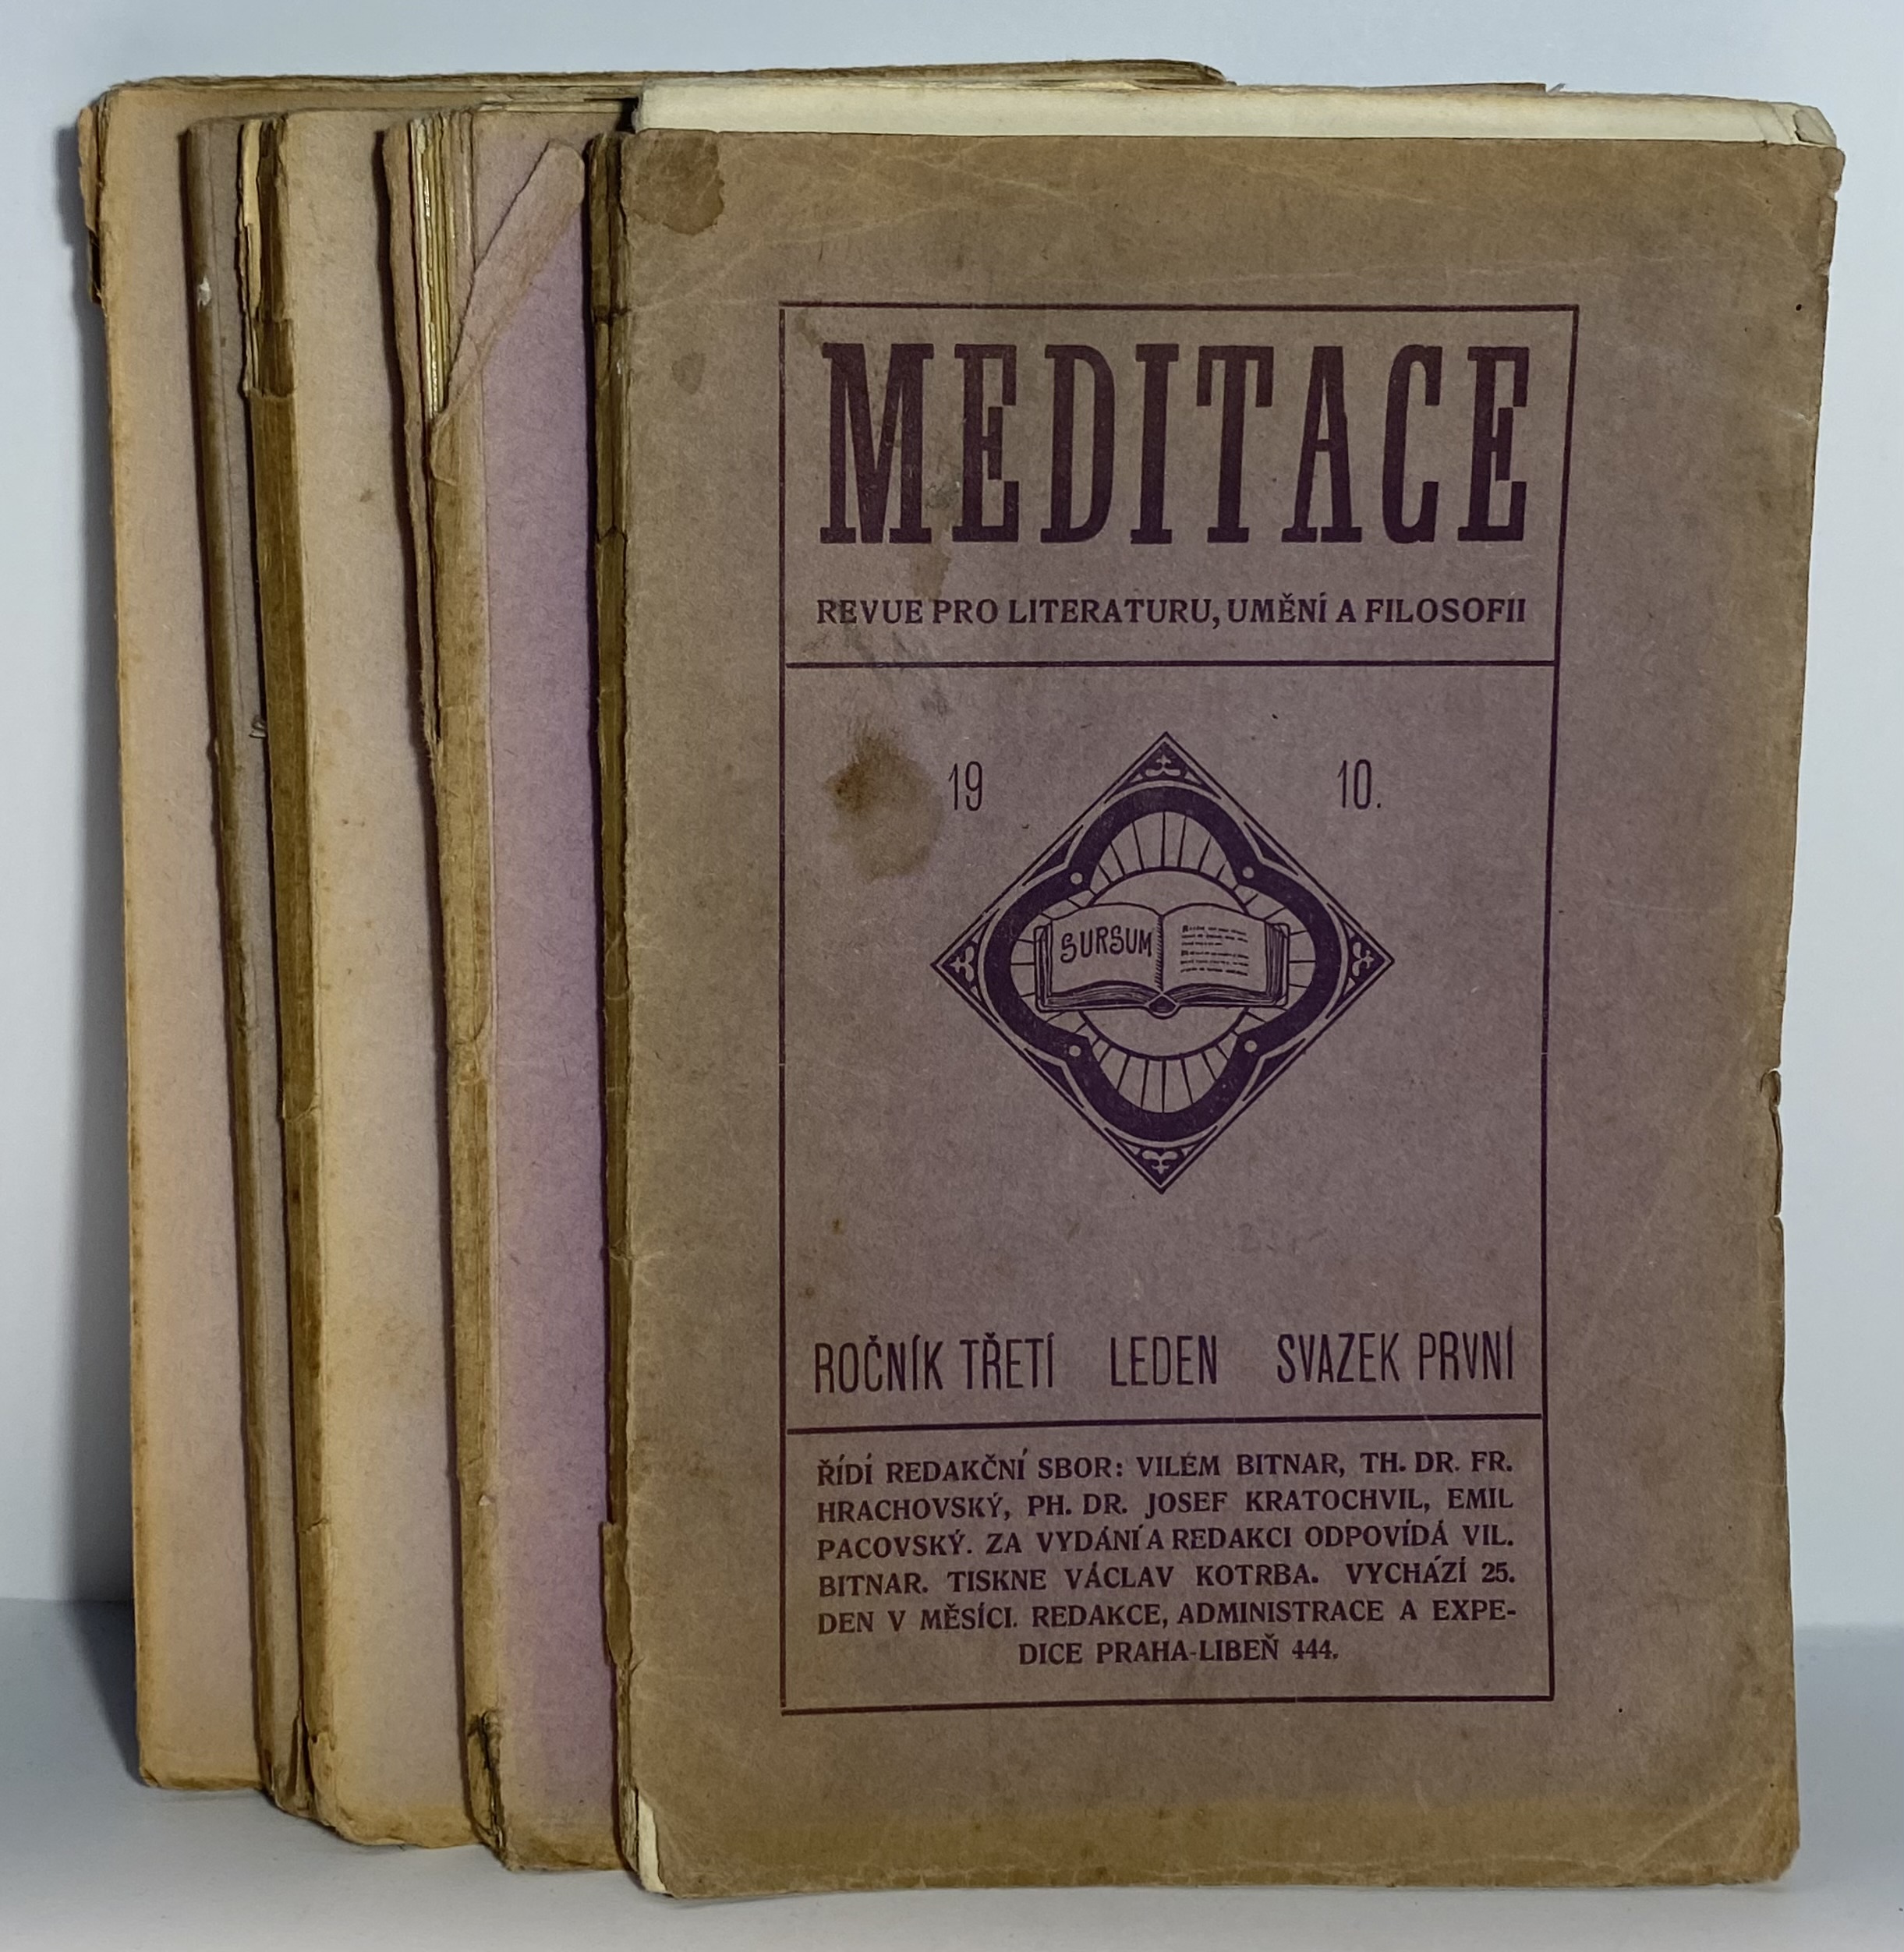 MEDITACE
REVUE PRO LITERATURU, UMĚNÍ A FILOSOFII
19 10.
SURSUM
ROČNÍK TŘETÍ LEDEN SVAZEK PRVNÍ
ŘÍDÍ REDAKČNÍ SBOR: VILÉM BITNAR, TH. DR. FR.
HRACHOVSKÝ, PH. DR. JOSEF KRATOCHVIL, EMIL
PACOVSKÝ. ZA VYDÁNÍ A REDAKCI ODPOVÍDÁ VIL.
BITNAR. TISKNE VÁCLAV KOTRBA. VYCHÁZÍ 25.
DEN V MĚSÍCI. REDAKCE, ADMINISTRACE A EXPE-
DICE PRAHA-LIBEŇ 444.